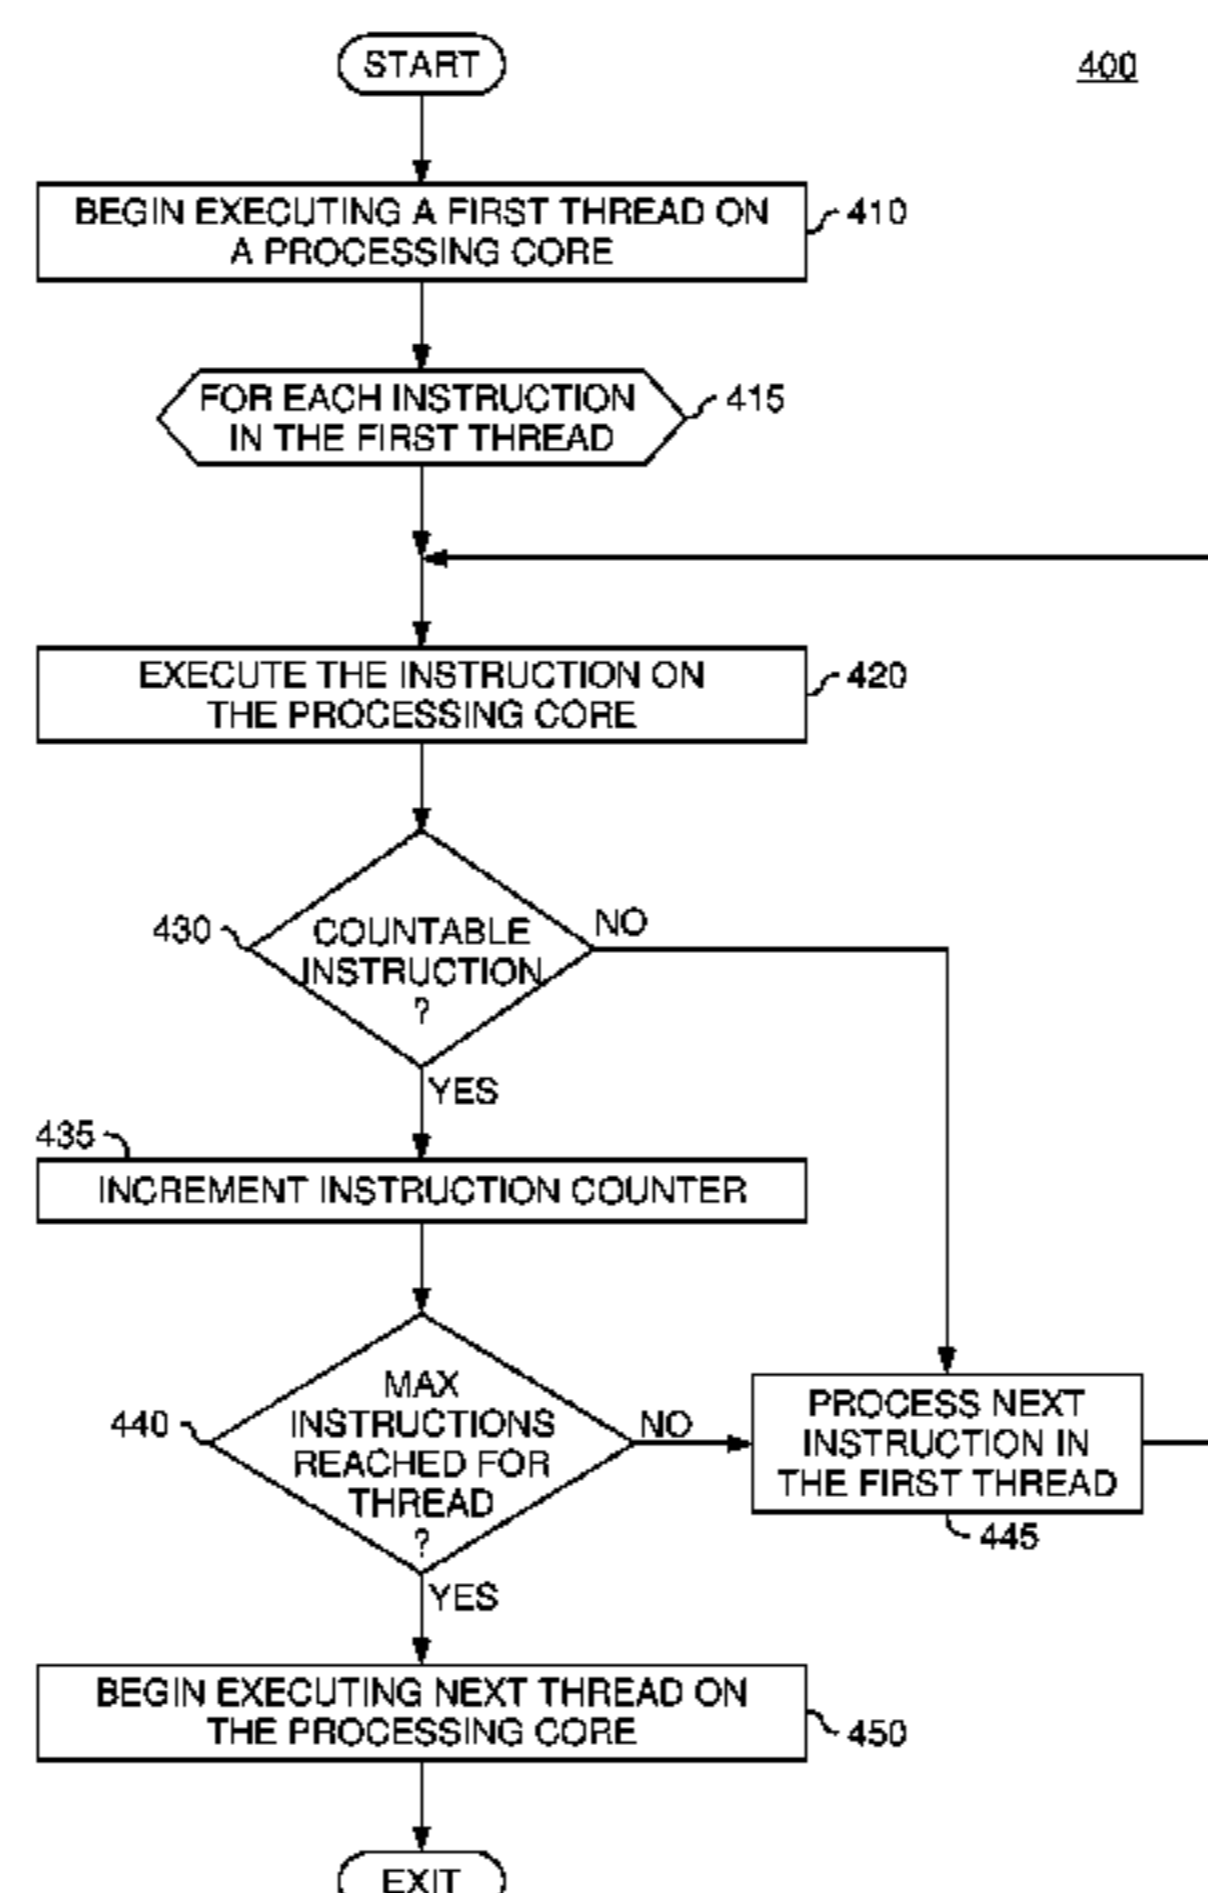 START
400
BEGIN EXECUTING A FIRST THREAD ON
A PROCESSING CORE
410
FOR EACH INSTRUCTION
IN THE FIRST THREAD
415
EXECUTE THE INSTRUCTION ON
THE PROCESSING CORE
420
430
COUNTABLE
INSTRUCTION
?
NO
YES
435
INCREMENT INSTRUCTION COUNTER
440
MAX
INSTRUCTIONS
REACHED FOR
THREAD
?
NO
PROCESS NEXT
INSTRUCTION IN
THE FIRST THREAD
445
YES
BEGIN EXECUTING NEXT THREAD ON
THE PROCESSING CORE
450
EXIT